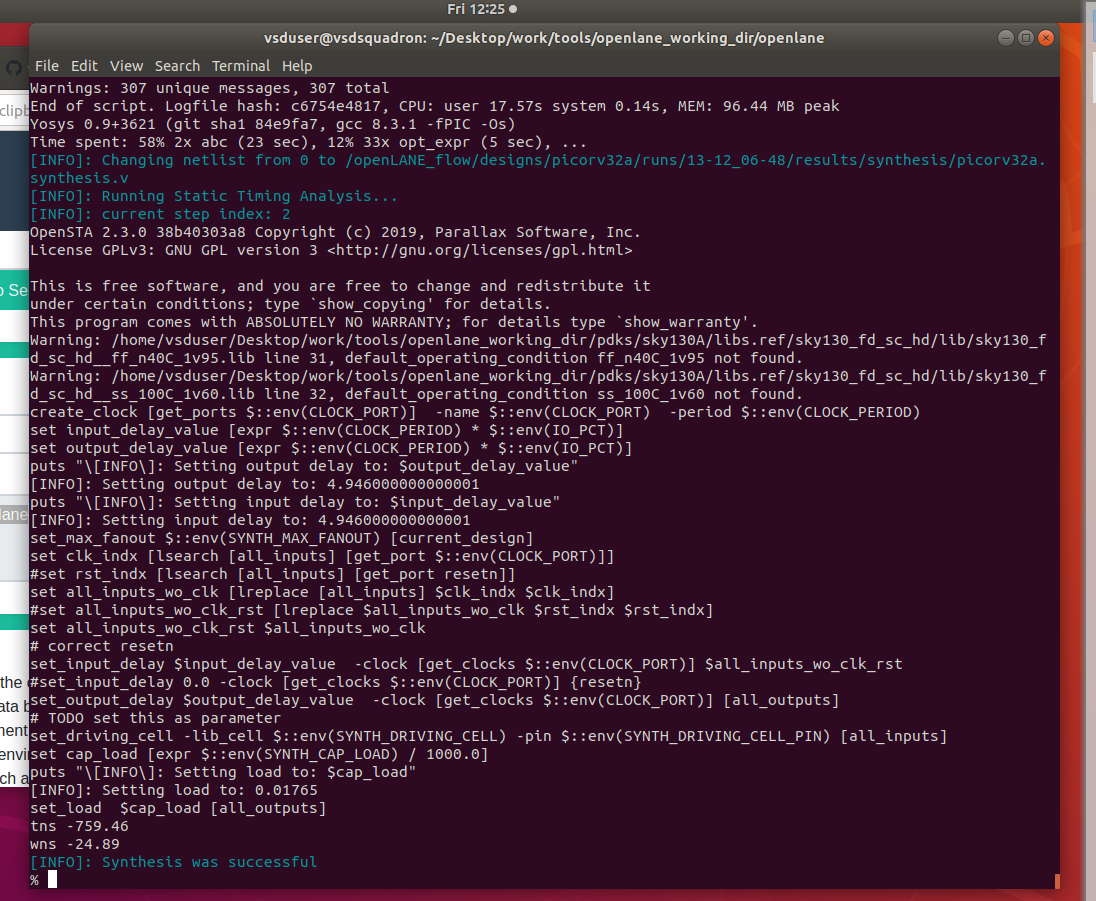 Fri 12:25
vsduser@vsdsquadron: ~/Desktop/work/tools/openlane_working_dir/openlane
File Edit View Search Terminal Help
Warnings: 307 unique messages, 307 total
End of script. Logfile hash: c6754e4817, CPU: user 17.57s system 0.14s, MEM: 96.44 MB peak
Yosys 0.9+3621 (git sha1 84e9fa7, gcc 8.3.1 -fPIC -Os)
Time spent: 58% 2x abc (23 sec), 12% 33x opt_expr (5 sec), ...
[INFO]: Changing netlist from 0 to /openLANE_flow/designs/picorv32a/runs/13-12_06-48/results/synthesis/picorv32a.
synthesis.v
[INFO]: Running Static Timing Analysis...
[INFO]: current step index: 2
OpenSTA 2.3.0 38b40303a8 Copyright (c) 2019, Parallax Software, Inc.
License GPLv3: GNU GPL version 3 <http://gnu.org/licenses/gpl.html>
This is free software, and you are free to change and redistribute it
under certain conditions; type `show_copying' for details.
This program comes with ABSOLUTELY NO WARRANTY; for details type `show_warranty'.
Warning: /home/vsduser/Desktop/work/tools/openlane_working_dir/pdks/sky130A/libs.ref/sky130_fd_sc_hd/lib/sky130_f
d_sc_hd__ff_n40C_1v95.lib line 31, default_operating_condition ff_n40C_1v95 not found.
Warning: /home/vsduser/Desktop/work/tools/openlane_working_dir/pdks/sky130A/libs.ref/sky130_fd_sc_hd/lib/sky130_f
d_sc_hd__ss_100C_1v60.lib line 32, default_operating_condition ss_100C_1v60 not found.
create_clock [get_ports $::env(CLOCK_PORT)]  -name $::env(CLOCK_PORT)  -period $::env(CLOCK_PERIOD)
set input_delay_value [expr $::env(CLOCK_PERIOD) * $::env(IO_PCT)]
set output_delay_value [expr $::env(CLOCK_PERIOD) * $::env(IO_PCT)]
puts "\[INFO\]: Setting output delay to: $output_delay_value"
[INFO]: Setting output delay to: 4.946000000000001
puts "\[INFO\]: Setting input delay to: $input_delay_value"
[INFO]: Setting input delay to: 4.946000000000001
set_max_fanout $::env(SYNTH_MAX_FANOUT) [current_design]
set clk_indx [lsearch [all_inputs] [get_port $::env(CLOCK_PORT)]]
#set rst_indx [lsearch [all_inputs] [get_port resetn]]
set all_inputs_wo_clk [lreplace [all_inputs] $clk_indx $clk_indx]
#set all_inputs_wo_clk_rst [lreplace $all_inputs_wo_clk $rst_indx $rst_indx]
set all_inputs_wo_clk_rst $all_inputs_wo_clk
# correct resetn
set_input_delay $input_delay_value  -clock [get_clocks $::env(CLOCK_PORT)] $all_inputs_wo_clk_rst
#set_input_delay 0.0 -clock [get_clocks $::env(CLOCK_PORT)] {resetn}
set_output_delay $output_delay_value  -clock [get_clocks $::env(CLOCK_PORT)] [all_outputs]
# TODO set this as parameter
set_driving_cell -lib_cell $::env(SYNTH_DRIVING_CELL) -pin $::env(SYNTH_DRIVING_CELL_PIN) [all_inputs]
set cap_load [expr $::env(SYNTH_CAP_LOAD) / 1000.0]
puts "\[INFO\]: Setting load to: $cap_load"
[INFO]: Setting load to: 0.01765
set_load  $cap_load [all_outputs]
tns -759.46
wns -24.89
[INFO]: Synthesis was successful
%
the